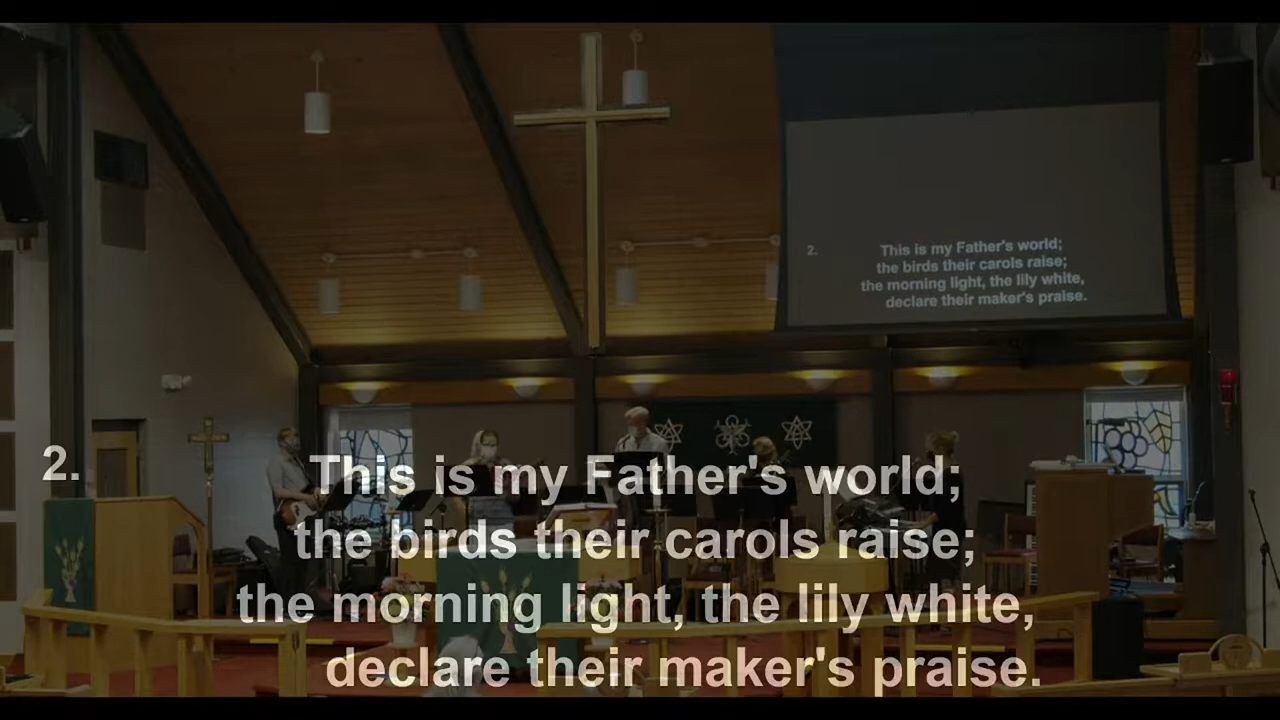 2. This is my Father's world;
the birds their carols raise;
the morning light, the lily white,
declare their maker's praise.
2. This is my Father's world;
the birds their carols raise;
the morning light, the lily white,
declare their maker's praise.